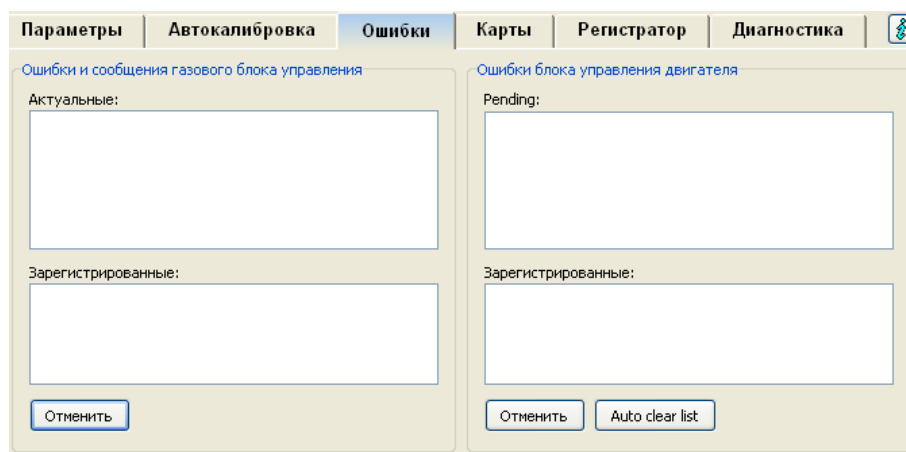 Параметры Автокалибровка Ошибки Карты Регистратор Диагностика
Ошибки и сообщения газового блока управления
Актуальные:
Зарегистрированные:
Отменить
Ошибки блока управления двигателя
Pending:
Зарегистрированные:
Отменить Auto clear list